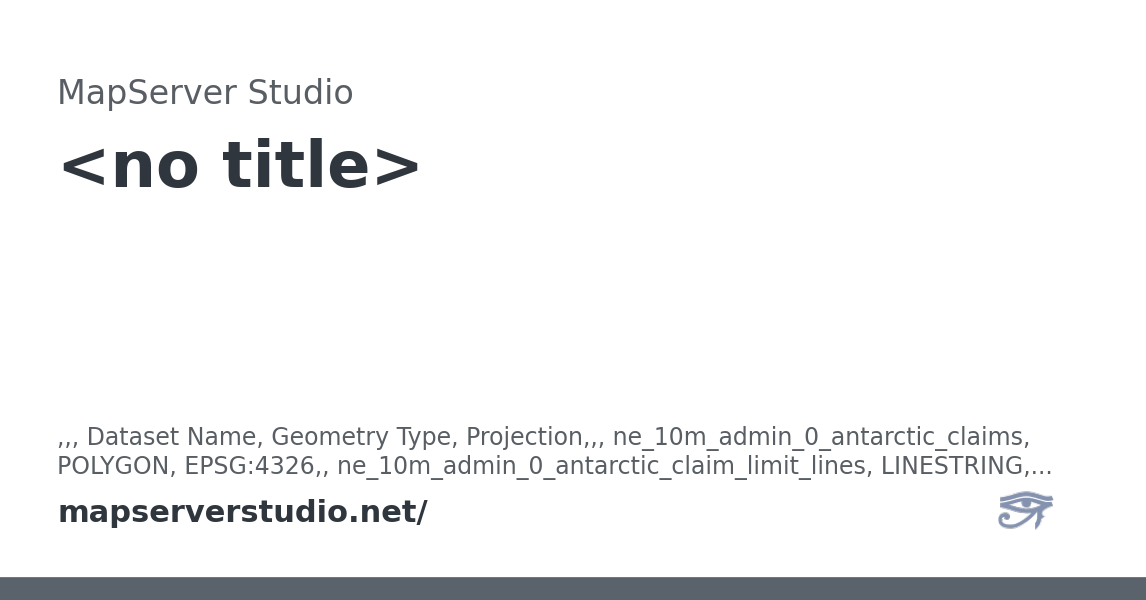 MapServer Studio
<no title>
,,, Dataset Name, Geometry Type, Projection,,, ne_10m_admin_0_antarctic_claims,
POLYGON, EPSG:4326,, ne_10m_admin_0_antarctic_claim_limit_lines, LINESTRING,...
mapserverstudio.net/